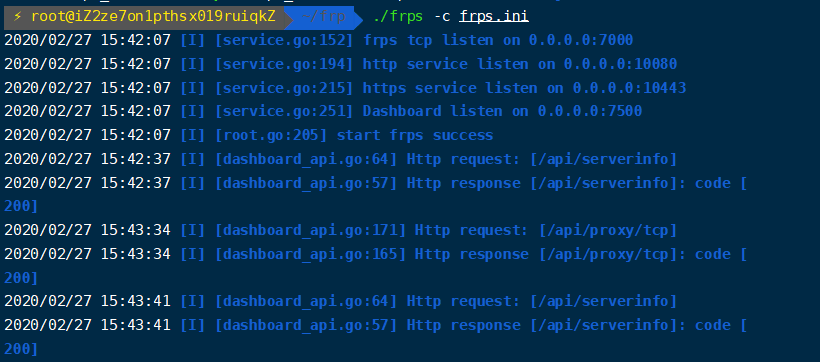 ⚡ root@iZ2ze7on1pthsx019ruiqkZ ~/frp ./frps -c frps.ini
2020/02/27 15:42:07 [I] [service.go:152] frps tcp listen on 0.0.0.0:7000
2020/02/27 15:42:07 [I] [service.go:194] http service listen on 0.0.0.0:10080
2020/02/27 15:42:07 [I] [service.go:215] https service listen on 0.0.0.0:10443
2020/02/27 15:42:07 [I] [service.go:251] Dashboard listen on 0.0.0.0:7500
2020/02/27 15:42:07 [I] [root.go:205] start frps success
2020/02/27 15:42:37 [I] [dashboard_api.go:64] Http request: [/api/serverinfo]
2020/02/27 15:42:37 [I] [dashboard_api.go:57] Http response [/api/serverinfo]: code [
200]
2020/02/27 15:43:34 [I] [dashboard_api.go:171] Http request: [/api/proxy/tcp]
2020/02/27 15:43:34 [I] [dashboard_api.go:165] Http response [/api/proxy/tcp]: code [
200]
2020/02/27 15:43:41 [I] [dashboard_api.go:64] Http request: [/api/serverinfo]
2020/02/27 15:43:41 [I] [dashboard_api.go:57] Http response [/api/serverinfo]: code [
200]